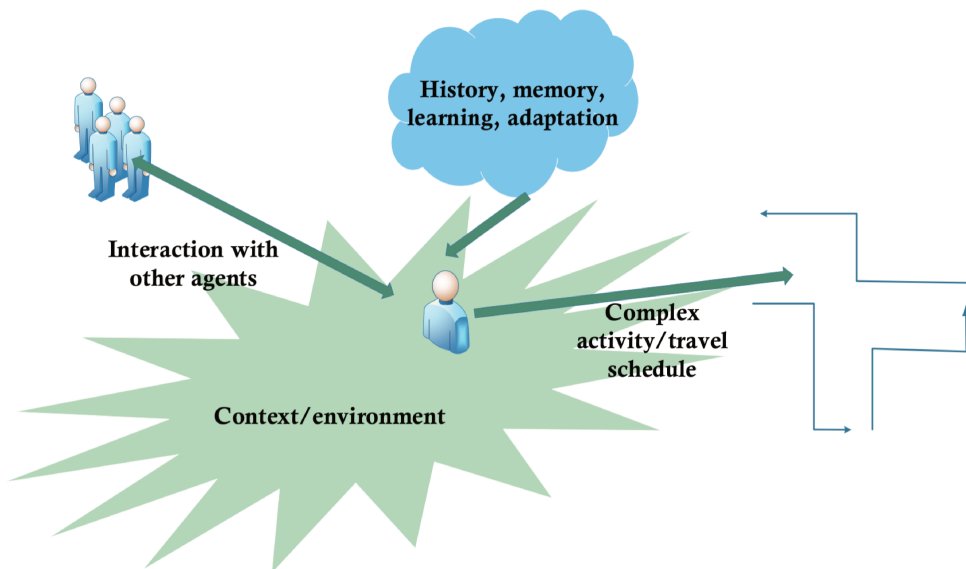 History, memory,
learning, adaptation
Interaction with
other agents
Complex
activity/travel
schedule
Context/environment